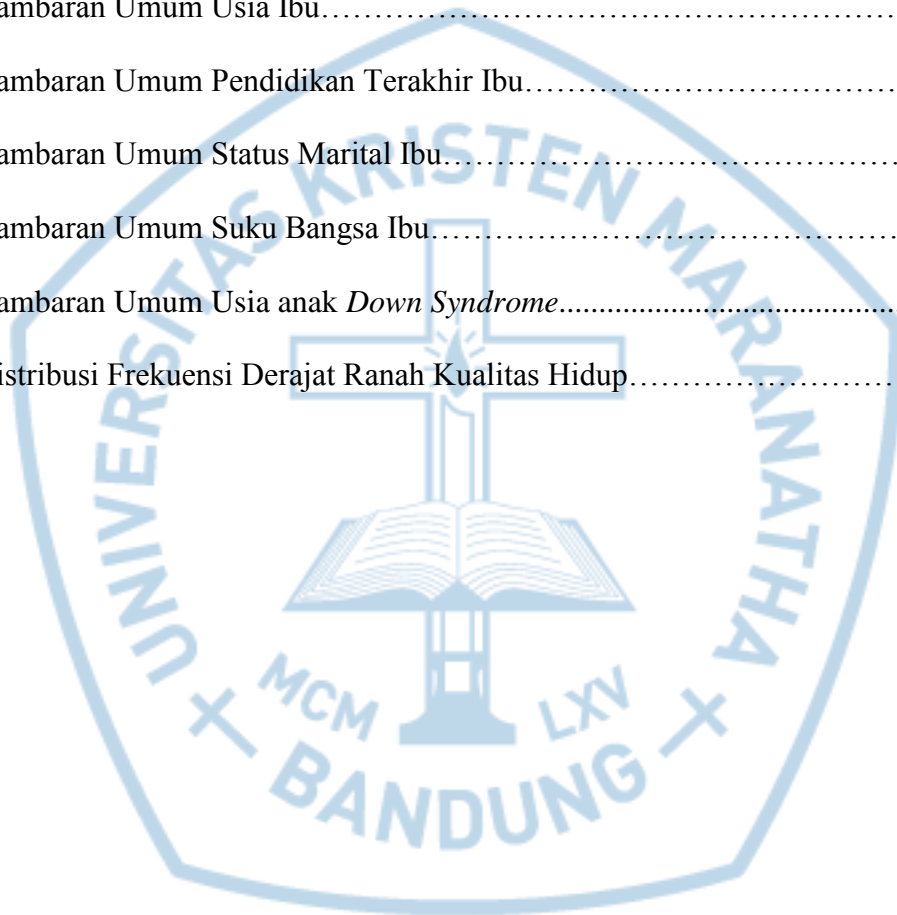 ambaran Umum Usia Ibu……………………………………………………………
ambaran Umum Pendidikan Terakhir Ibu……………………………………
ambaran Umum Status Marital Ibu……………………………………………
ambaran Umum Suku Bangsa Ibu………………………………………………
ambaran Umum Usia anak Down Syndrome...............................................
istribusi Frekuensi Derajat Ranah Kualitas Hidup…………………………
UNIVERSITAS KRISTEN MARANATHA
MCM LXV
BANDUNG